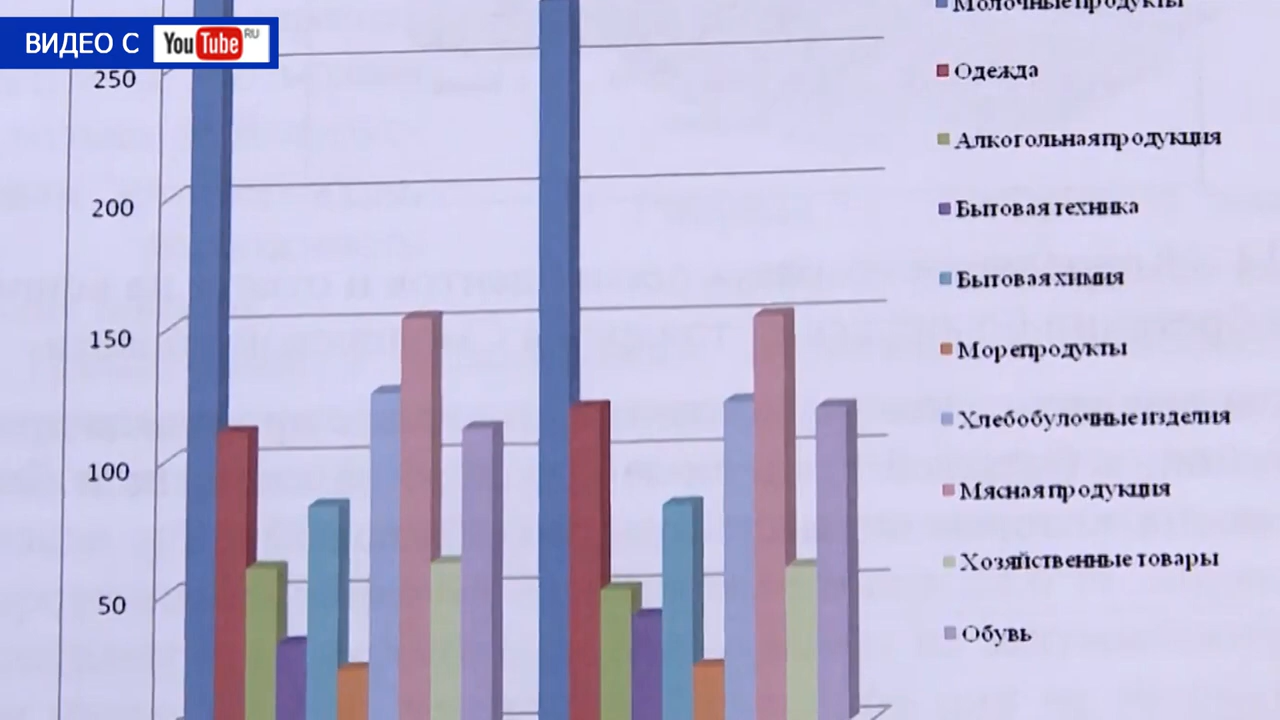 ВИДЕО С YouTube RU
250
200
150
100
50
Молочные продукты
Одежда
Алкогольная продукция
Бытовая техника
Бытовая химия
Морепродукты
Хлебобулочные изделия
Мясная продукция
Хозяйственные товары
Обувь